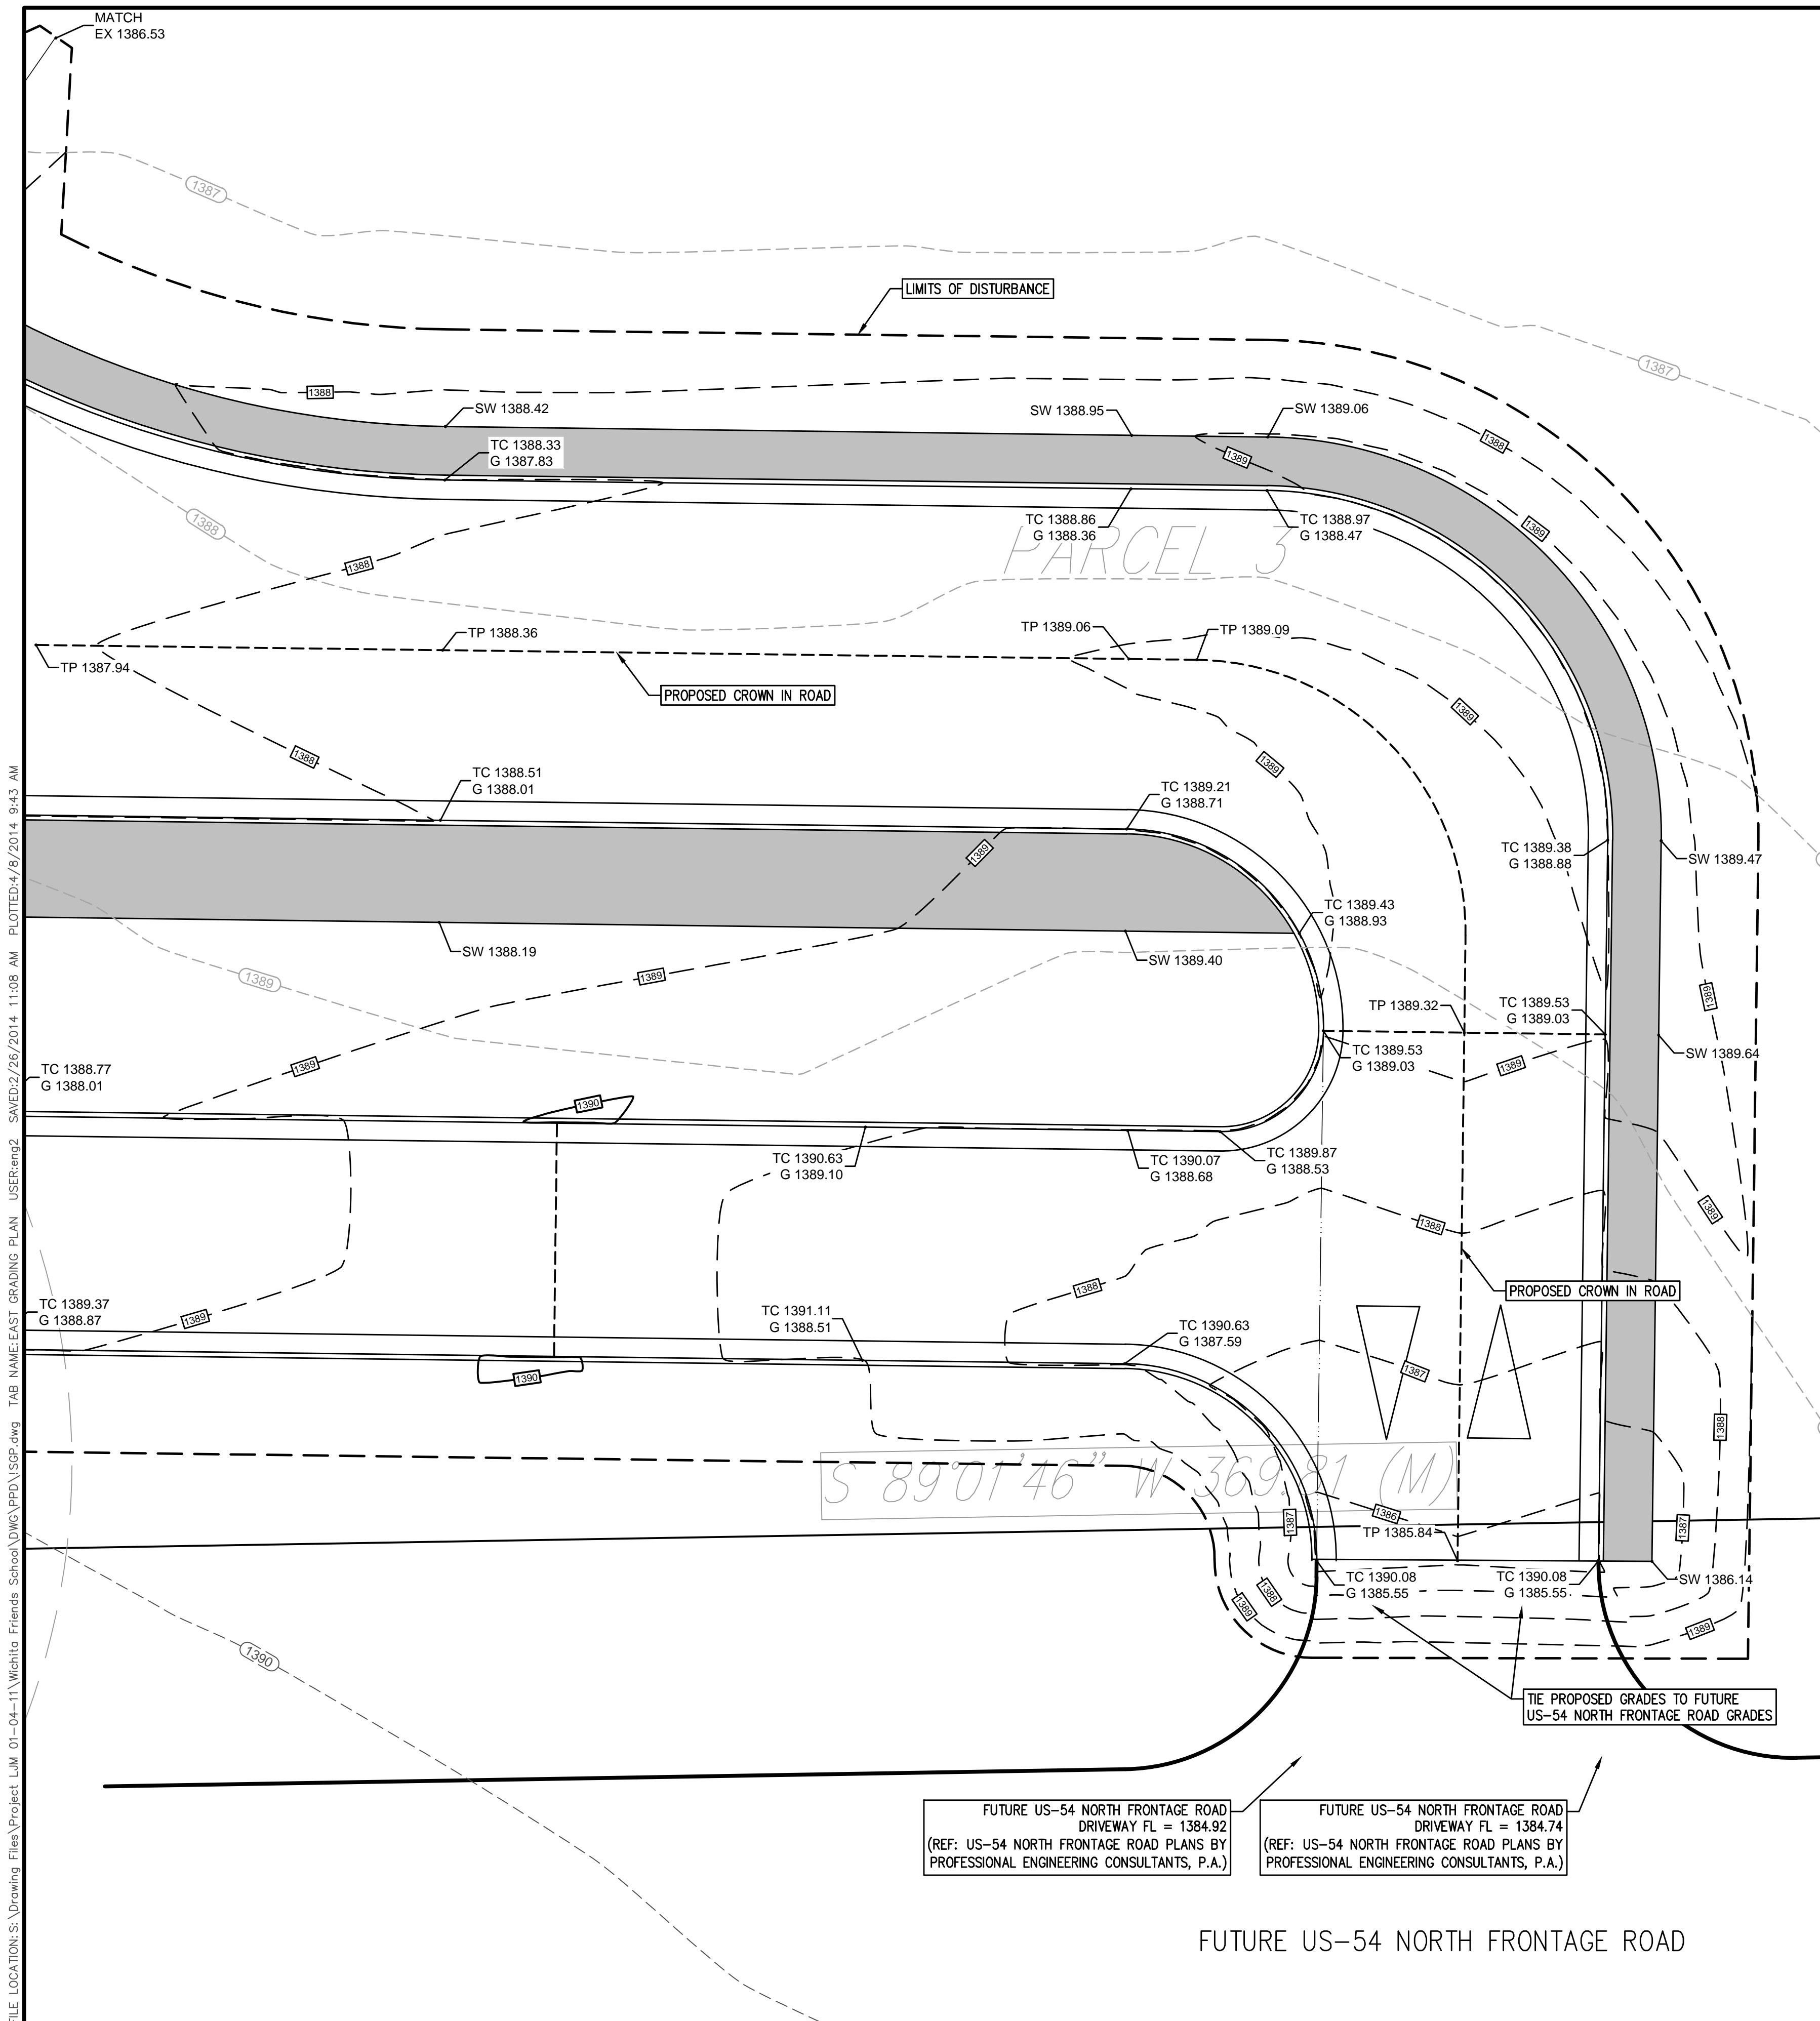 MATCH
EX 1386.53
1387
LIMITS OF DISTURBANCE
1387
1388
SW 1388.42
SW 1388.95
SW 1389.06
1388
TC 1388.33
G 1387.83
1389
1388
TC 1388.86
G 1388.36
TC 1388.97
G 1388.47
1389
PARCEL 3
1388
TP 1388.36
TP 1389.06
TP 1389.09
TP 1387.94
PROPOSED CROWN IN ROAD
1389
1388
1389
TC 1388.51
G 1388.01
TC 1389.21
G 1388.71
1389
TC 1389.38
G 1388.88
SW 1389.47
TC 1389.43
G 1388.93
SW 1388.19
SW 1389.40
1389
1389
1389
TP 1389.32
TC 1389.53
G 1389.03
SW 1389.64
TC 1388.77
G 1388.01
1389
TC 1389.53
G 1389.03
1389
1390
TC 1390.63
G 1389.10
TC 1390.07
G 1388.68
TC 1389.87
G 1388.53
1389
1388
1388
PROPOSED CROWN IN ROAD
TC 1389.37
G 1388.87
1389
TC 1391.11
G 1388.51
TC 1390.63
G 1387.59
1390
1387
1388
S 89°01'46" W 369.81 (M)
1386
1387
1387
TP 1385.84
TC 1390.08
G 1385.55
TC 1390.08
G 1385.55
SW 1386.14
1388
1389
1389
1390
TIE PROPOSED GRADES TO FUTURE
US-54 NORTH FRONTAGE ROAD GRADES
FUTURE US-54 NORTH FRONTAGE ROAD
DRIVEWAY FL = 1384.92
(REF: US-54 NORTH FRONTAGE ROAD PLANS BY
PROFESSIONAL ENGINEERING CONSULTANTS, P.A.)
FUTURE US-54 NORTH FRONTAGE ROAD
DRIVEWAY FL = 1384.74
(REF: US-54 NORTH FRONTAGE ROAD PLANS BY
PROFESSIONAL ENGINEERING CONSULTANTS, P.A.)
FUTURE US-54 NORTH FRONTAGE ROAD
FILE LOCATION: S:\Drawing Files\Project LJM 01-04-11\Wichita Friends School\DWG\PPD\!SGP.dwg TAB NAME:EAST GRADING PLAN USER:eng2 SAVED:2/26/2014 11:08 AM PLOTTED:4/8/2014 9:43 AM